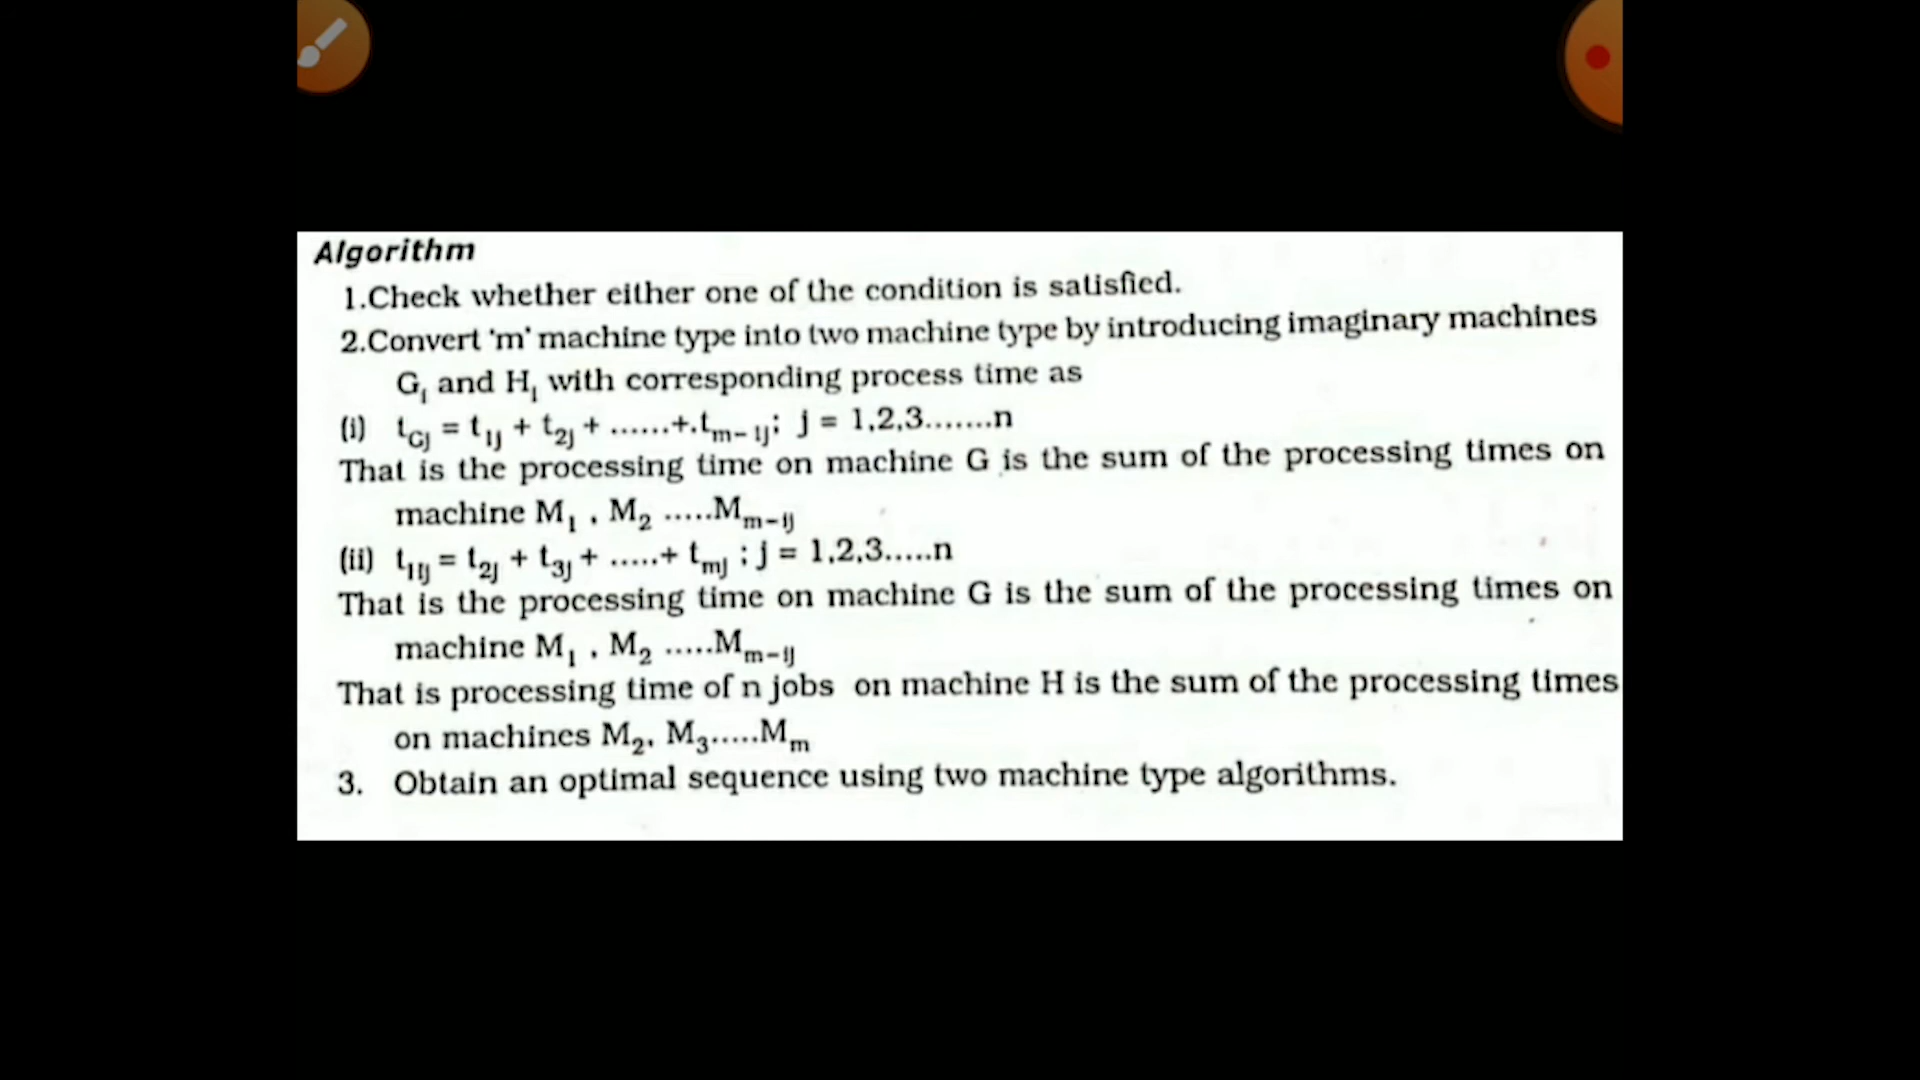 Algorithm
1.Check whether either one of the condition is satisfied.
2.Convert 'm' machine type into two machine type by introducing imaginary machines
G₁ and H₁ with corresponding process time as
(i) tGj = t1j + t2j + ......+.tm-1j; j = 1,2,3.......n
That is the processing time on machine G is the sum of the processing times on
machine M₁ , M₂ .....Mm-1j
(ii) tHj = t2j + t3j + .....+ tmj ; j = 1,2,3.....n
That is the processing time on machine G is the sum of the processing times on
machine M₁ , M₂ .....Mm-1j
That is processing time of n jobs on machine H is the sum of the processing times
on machines M₂, M₃.....Mm
3. Obtain an optimal sequence using two machine type algorithms.